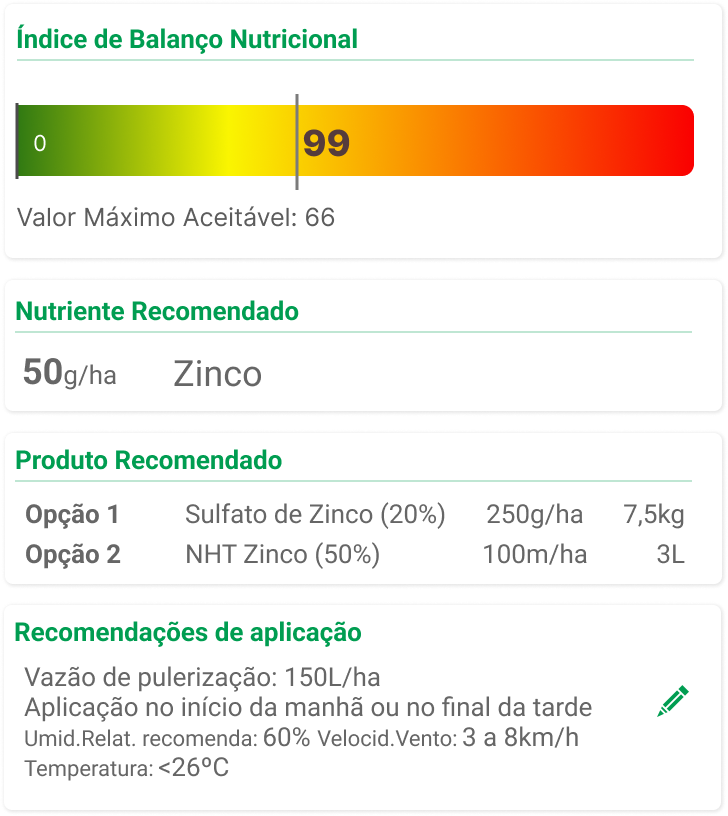 Índice de Balanço Nutricional
0 99
Valor Máximo Aceitável: 66
Nutriente Recomendado
50g/ha Zinco
Produto Recomendado
Opção 1 Sulfato de Zinco (20%) 250g/ha 7,5kg
Opção 2 NHT Zinco (50%) 100m/ha 3L
Recomendações de aplicação
Vazão de pulerização: 150L/ha
Aplicação no início da manhã ou no final da tarde
Umid.Relat. recomenda: 60% Velocid.Vento: 3 a 8km/h
Temperatura: <26ºC